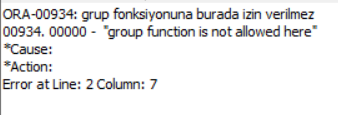 ORA-00934: grup fonksiyonuna burada izin verilmez
00934. 00000 -  "group function is not allowed here"
*Cause:
*Action:
Error at Line: 2 Column: 7